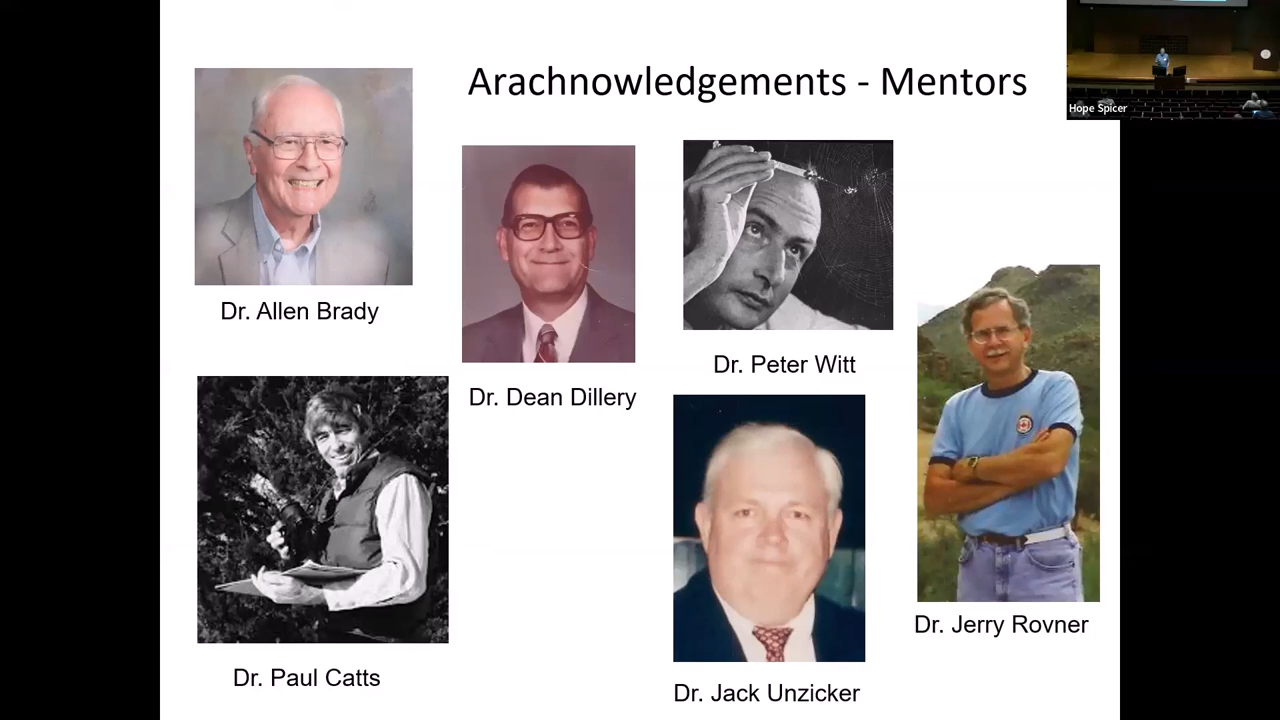 Arachnowledgements - Mentors
Hope Spicer
Dr. Allen Brady
Dr. Dean Dillery
Dr. Peter Witt
Dr. Jerry Rovner
Dr. Paul Catts
Dr. Jack Unzicker